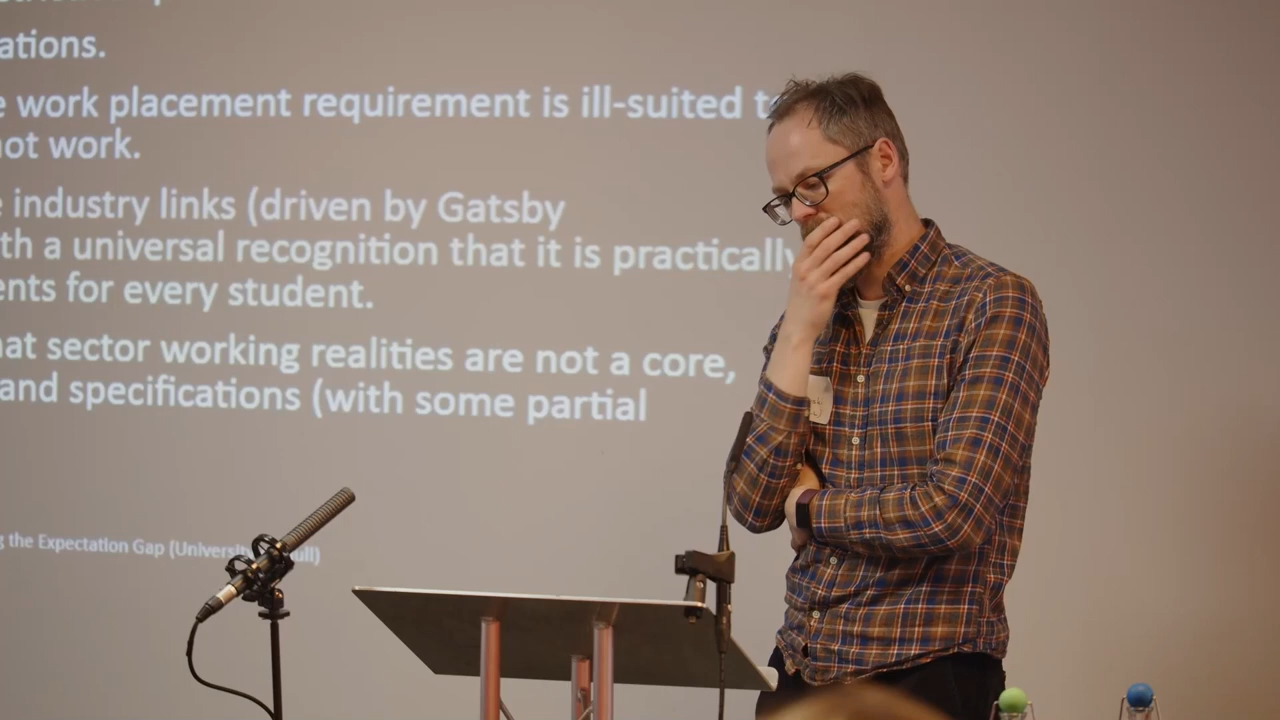 ations.
e work placement requirement is ill-suited t
not work.
e industry links (driven by Gatsby
th a universal recognition that it is practically
ents for every student.
hat sector working realities are not a core,
and specifications (with some partial
g the Expectation Gap (University